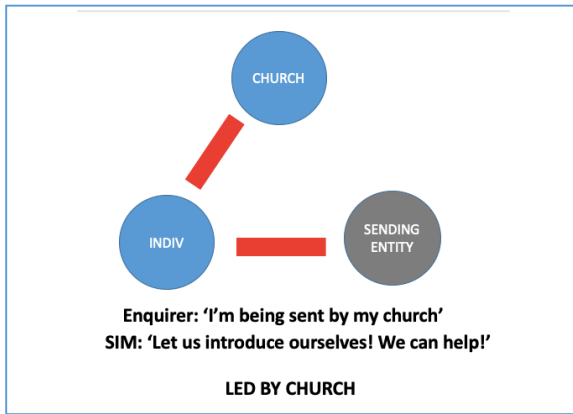 CHURCH
INDIV
SENDING
ENTITY
Enquirer: ‘I’m being sent by my church’
SIM: ‘Let us introduce ourselves! We can help!’
LED BY CHURCH